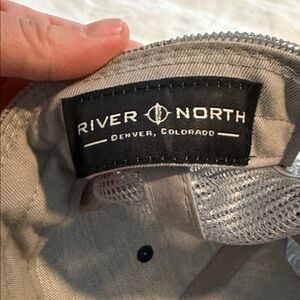 RIVER NORTH
— DENVER, COLORADO —